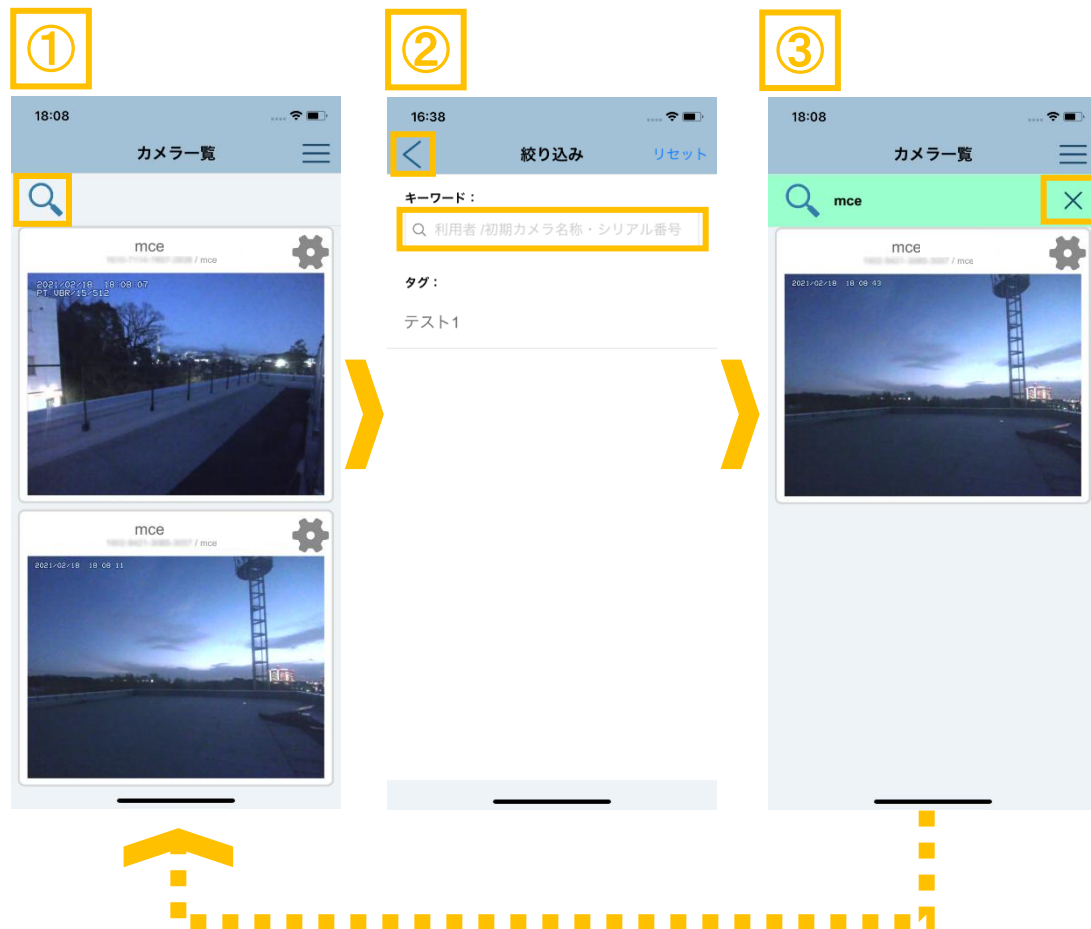 ①
18:08
カメラ一覧
mce
/ mce
2021/02/18 18:08:07
PT VBR/15/512
mce
/ mce
2021/02/18 18 08 11
②
16:38
絞り込み
リセット
キーワード：
利用者 /初期カメラ名称・シリアル番号
タグ：
テスト1
③
18:08
カメラ一覧
mce
mce
/ mce
2021/02/18 18 08 43